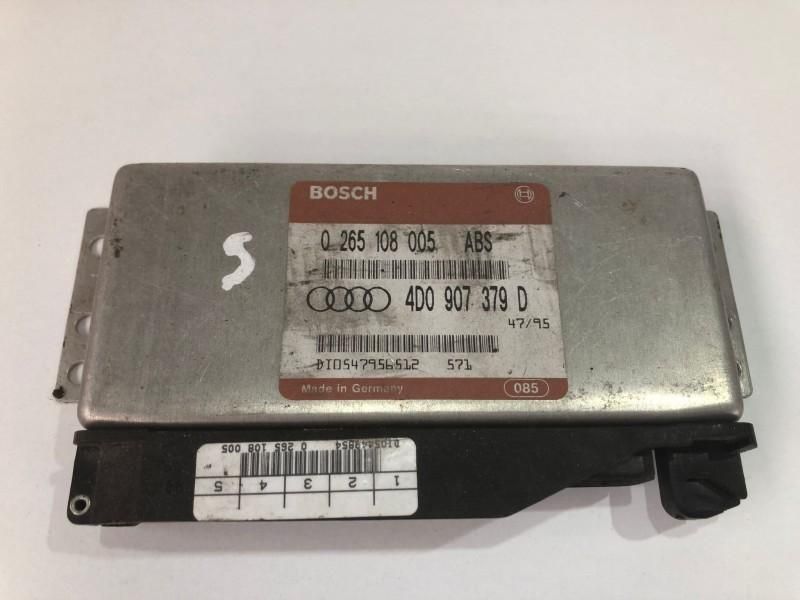 BOSCH
0 265 108 005 ABS
4D0 907 379 D
47/95
DI0547956512 571
Made in Germany 085
S
1 2 3 4 5
0 265 108 005